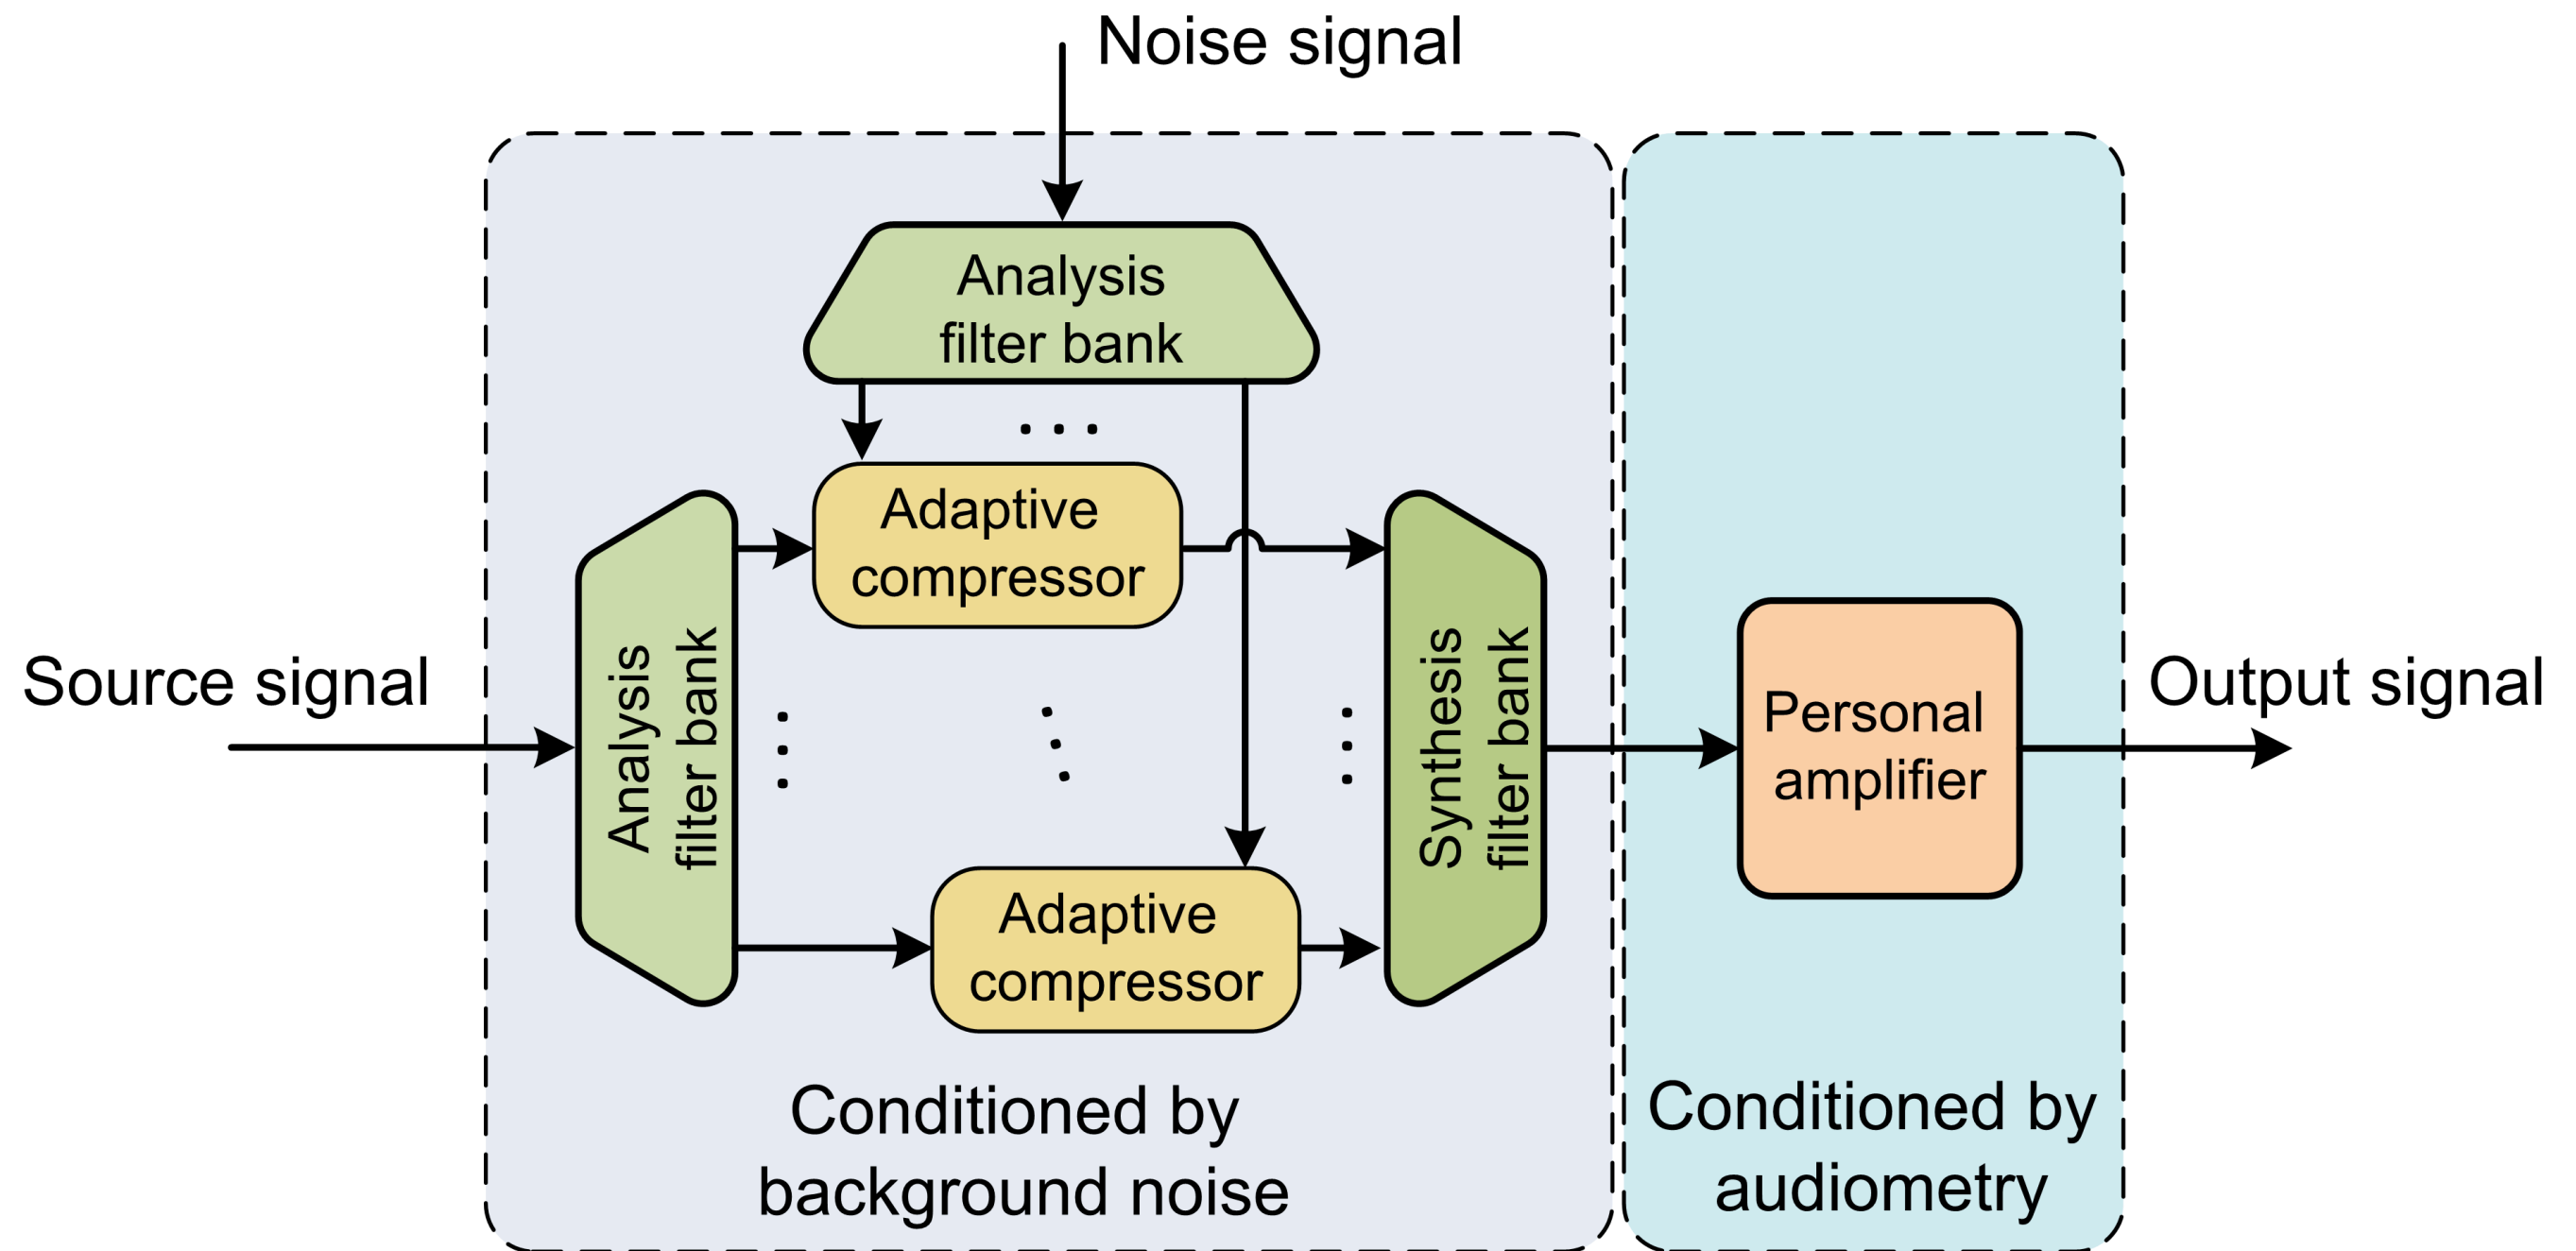 Noise signal
Analysis
filter bank
Adaptive
compressor
Source signal
Analysis
filter bank
Synthesis
filter bank
Personal
amplifier
Output signal
Adaptive
compressor
Conditioned by
background noise
Conditioned by
audiometry